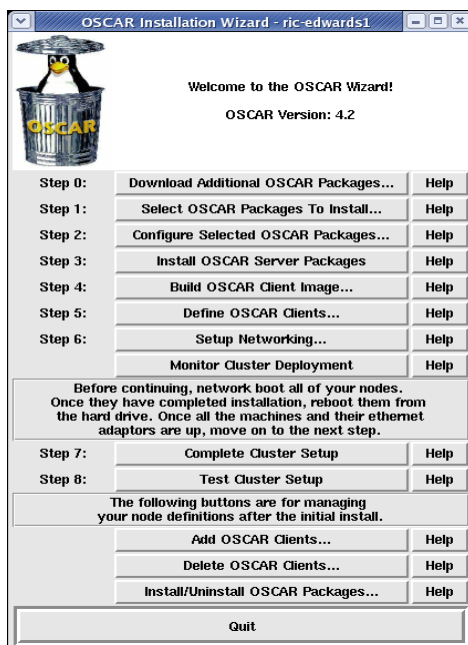 OSCAR Installation Wizard - ric-edwards1
OSCAR
Welcome to the OSCAR Wizard!
OSCAR Version: 4.2
Step 0: Download Additional OSCAR Packages... Help
Step 1: Select OSCAR Packages To Install... Help
Step 2: Configure Selected OSCAR Packages... Help
Step 3: Install OSCAR Server Packages Help
Step 4: Build OSCAR Client Image... Help
Step 5: Define OSCAR Clients... Help
Step 6: Setup Networking... Help
Monitor Cluster Deployment Help
Before continuing, network boot all of your nodes.
Once they have completed installation, reboot them from
the hard drive. Once all the machines and their ethernet
adaptors are up, move on to the next step.
Step 7: Complete Cluster Setup Help
Step 8: Test Cluster Setup Help
The following buttons are for managing
your node definitions after the initial install.
Add OSCAR Clients... Help
Delete OSCAR Clients... Help
Install/Uninstall OSCAR Packages... Help
Quit